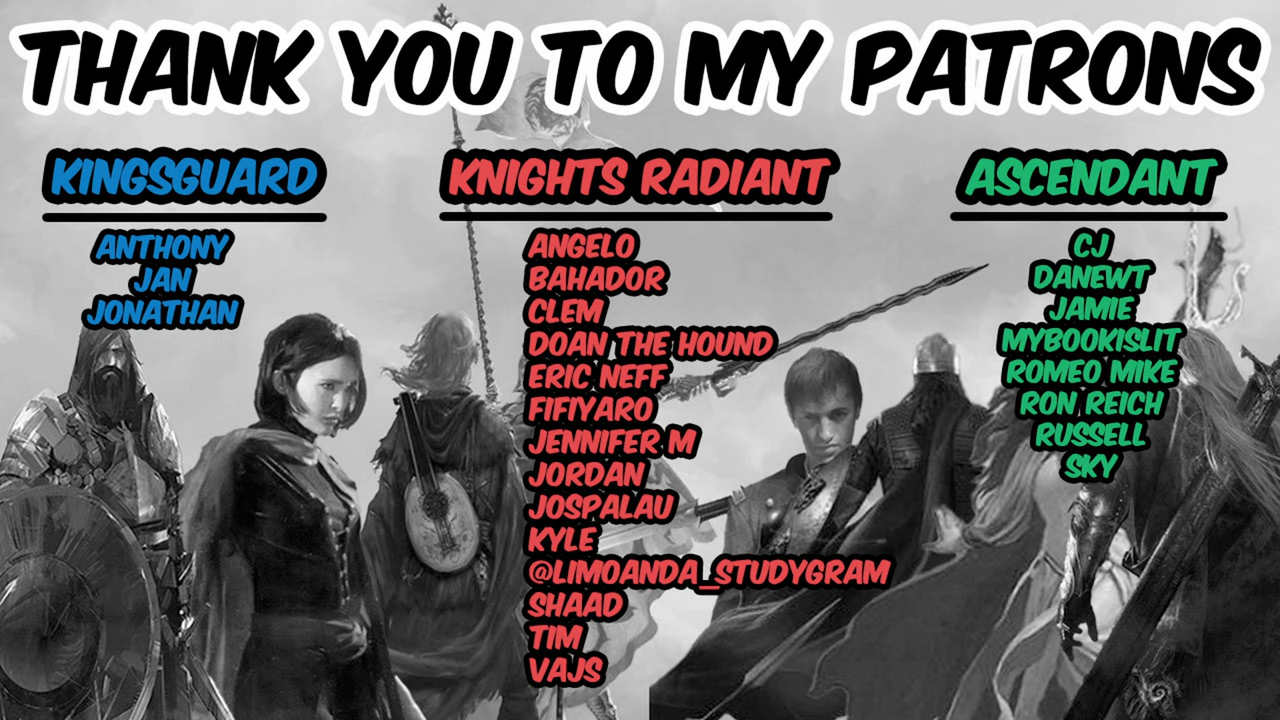 THANK YOU TO MY PATRONS
KINGSGUARD
ANTHONY
JAN
JONATHAN
KNIGHTS RADIANT
ANGELO
BAHADOR
CLEM
DOAN THE HOUND
ERIC NEFF
FIFIYARO
JENNIFER M
JORDAN
JOSPALAU
KYLE
@LIMOANDA_STUDYGRAM
SHAAD
TIM
VAJS
ASCENDANT
CJ
DANEWT
JAMIE
MYBOOKISLIT
ROMEO MIKE
RON REICH
RUSSELL
SKY